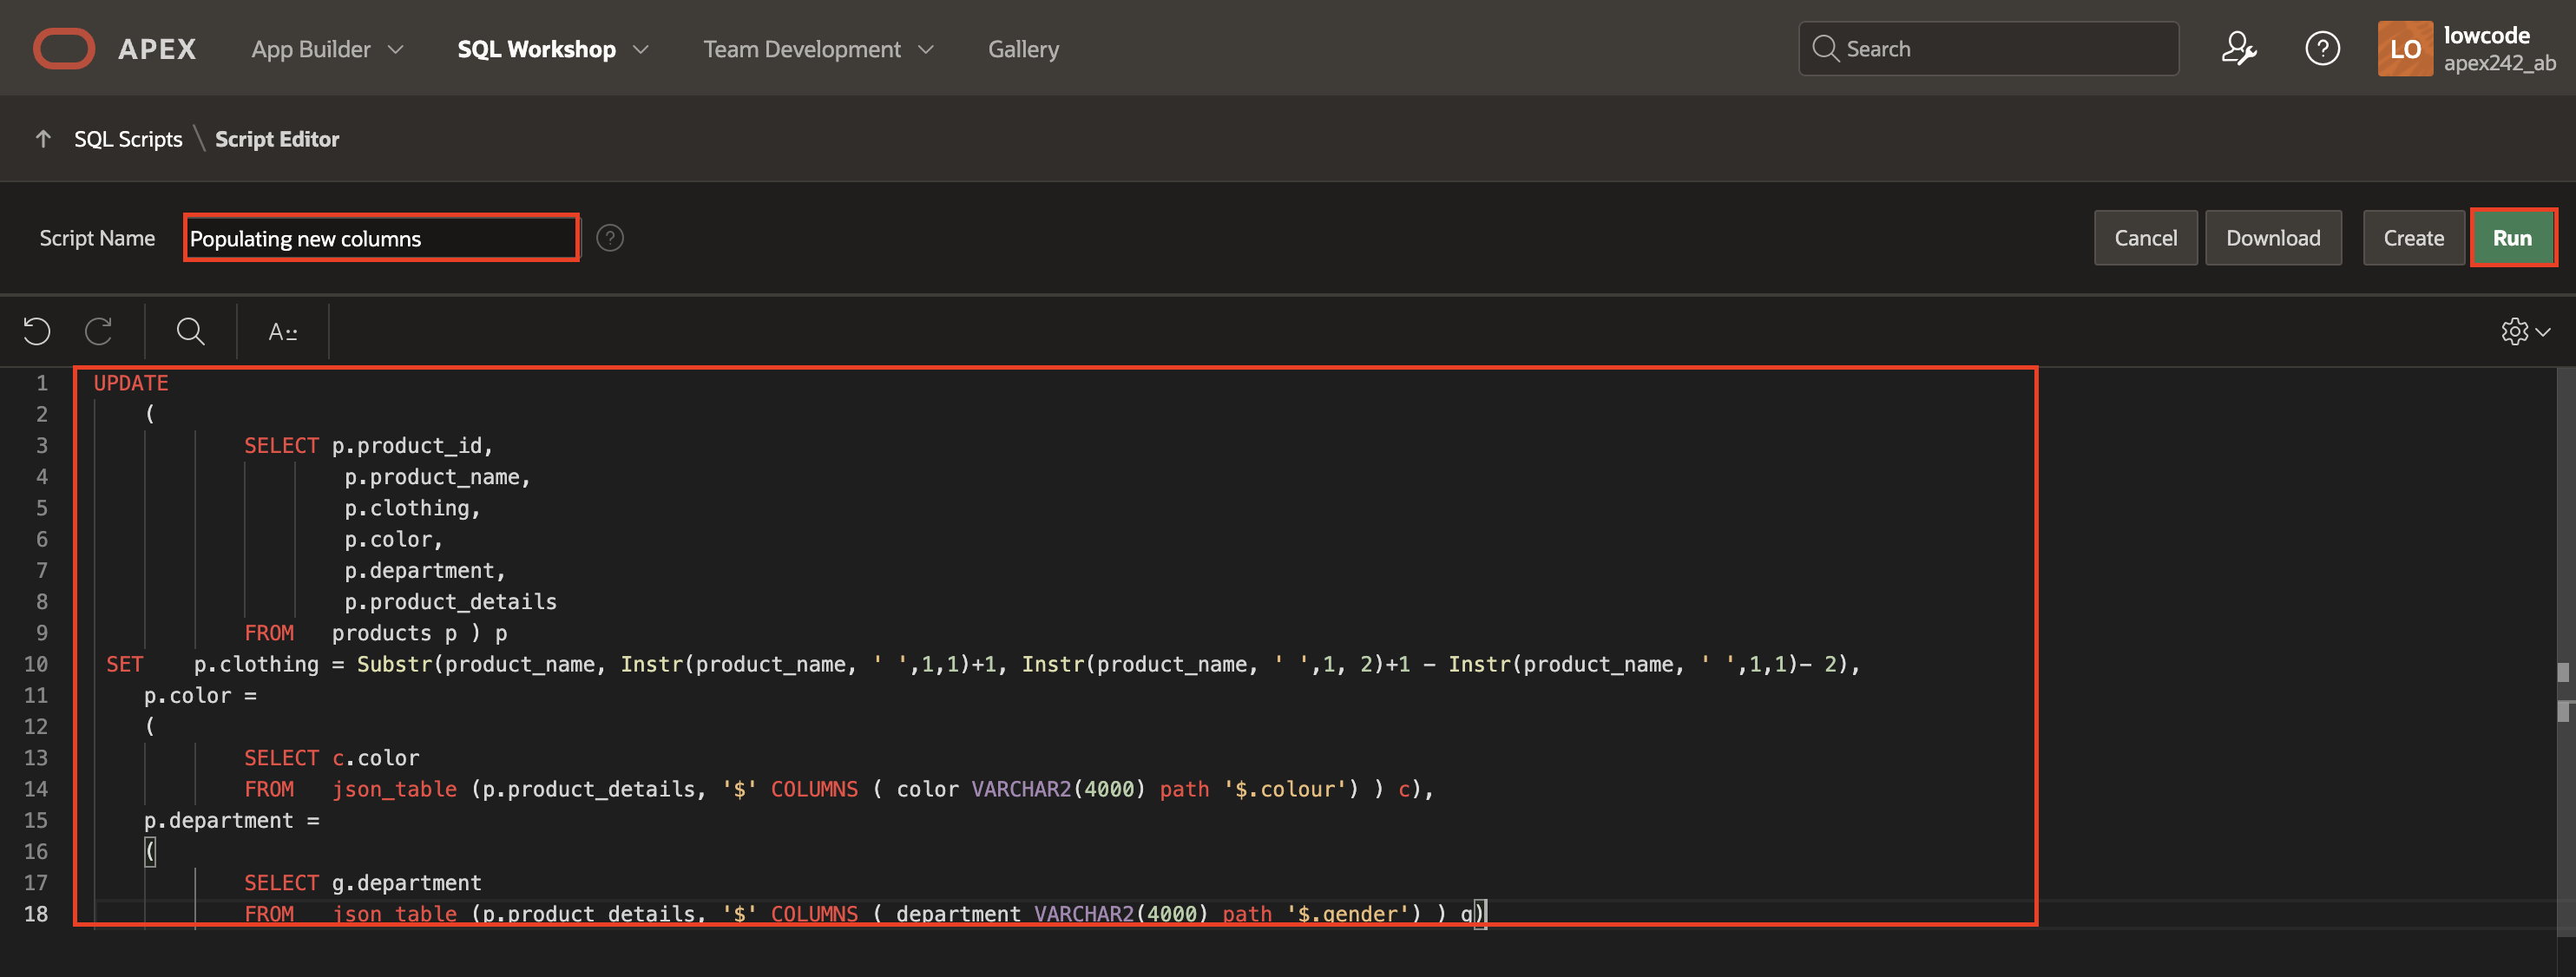 APEX App Builder SQL Workshop Team Development Gallery Search LO lowcode
apex242_ab
SQL Scripts \ Script Editor
Script Name Populating new columns ? Cancel Download Create Run
A::
1 UPDATE
2 (
3 SELECT p.product_id,
4 p.product_name,
5 p.clothing,
6 p.color,
7 p.department,
8 p.product_details
9 FROM products p ) p
10 SET p.clothing = Substr(product_name, Instr(product_name, ' ',1,1)+1, Instr(product_name, ' ',1, 2)+1 - Instr(product_name, ' ',1,1)- 2),
11 p.color =
12 (
13 SELECT c.color
14 FROM json_table (p.product_details, '$' COLUMNS ( color VARCHAR2(4000) path '$.colour') ) c),
15 p.department =
16 (
17 SELECT g.department
18 FROM json_table (p.product_details, '$' COLUMNS ( department VARCHAR2(4000) path '$.gender') ) g)